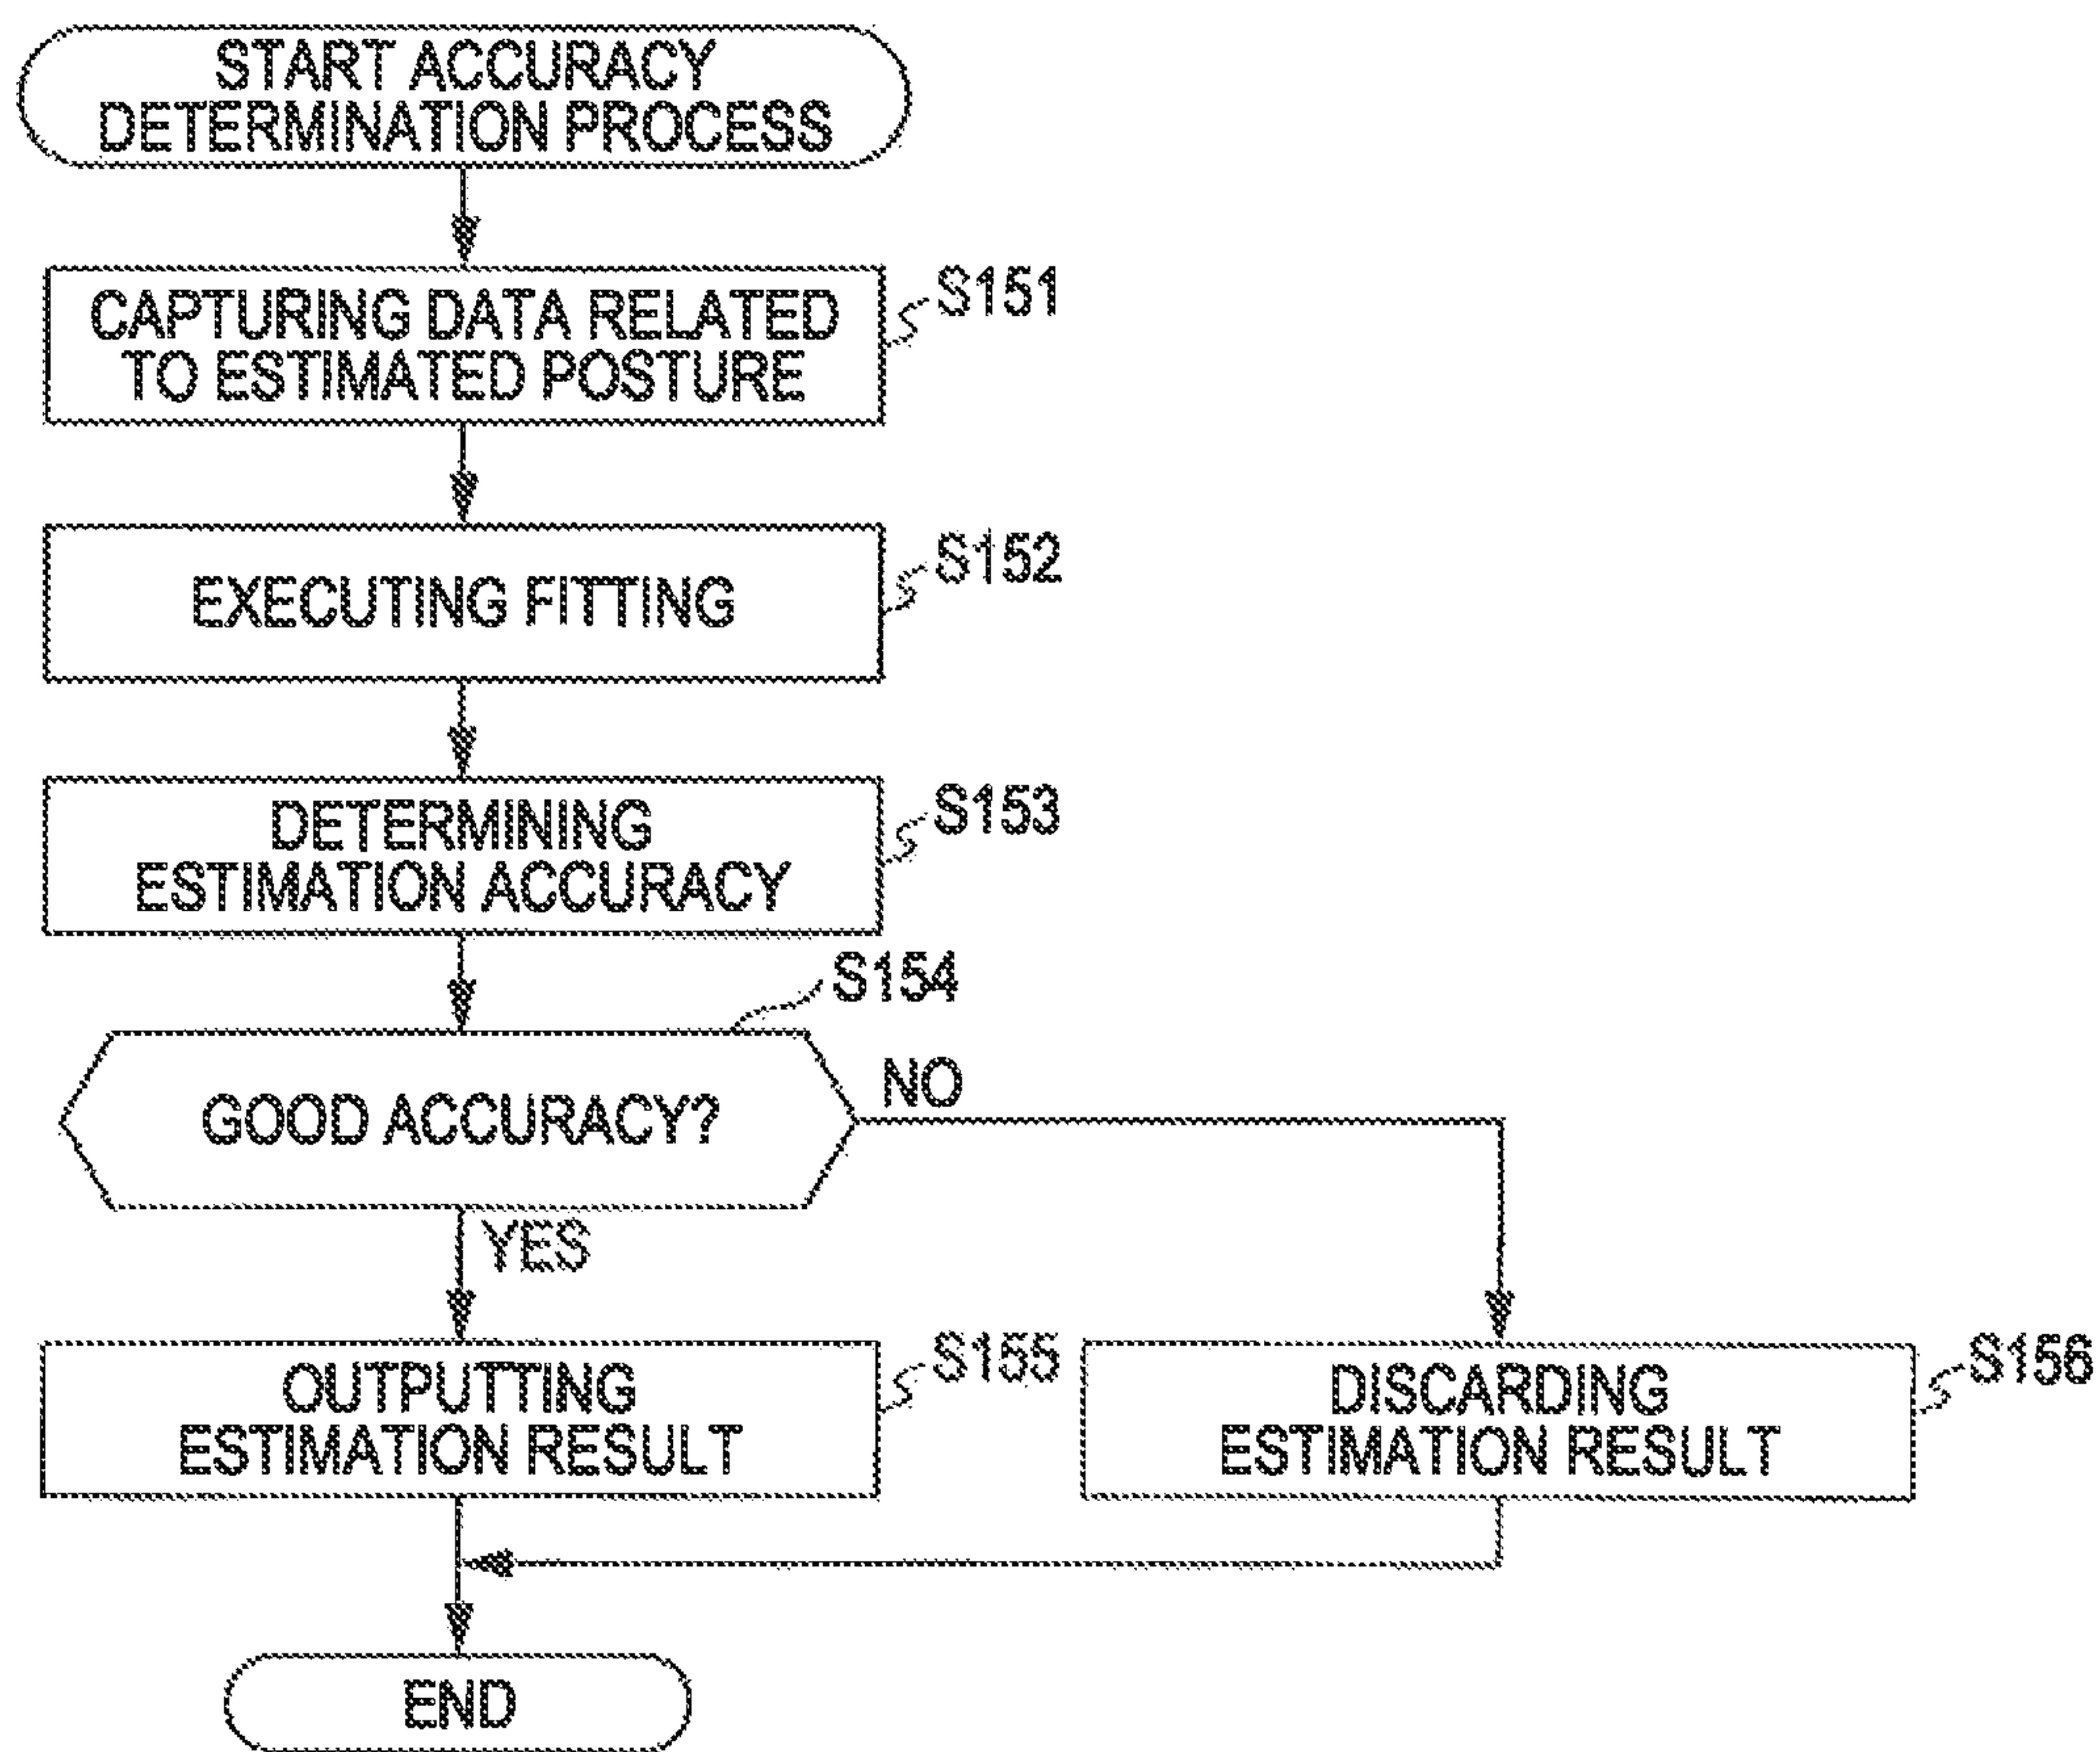 START ACCURACY
DETERMINATION PROCESS
CAPTURING DATA RELATED
TO ESTIMATED POSTURE
S151
EXECUTING FITTING
S152
DETERMINING
ESTIMATION ACCURACY
S153
S154
GOOD ACCURACY?
NO
YES
OUTPUTTING
ESTIMATION RESULT
S155
DISCARDING
ESTIMATION RESULT
S156
END